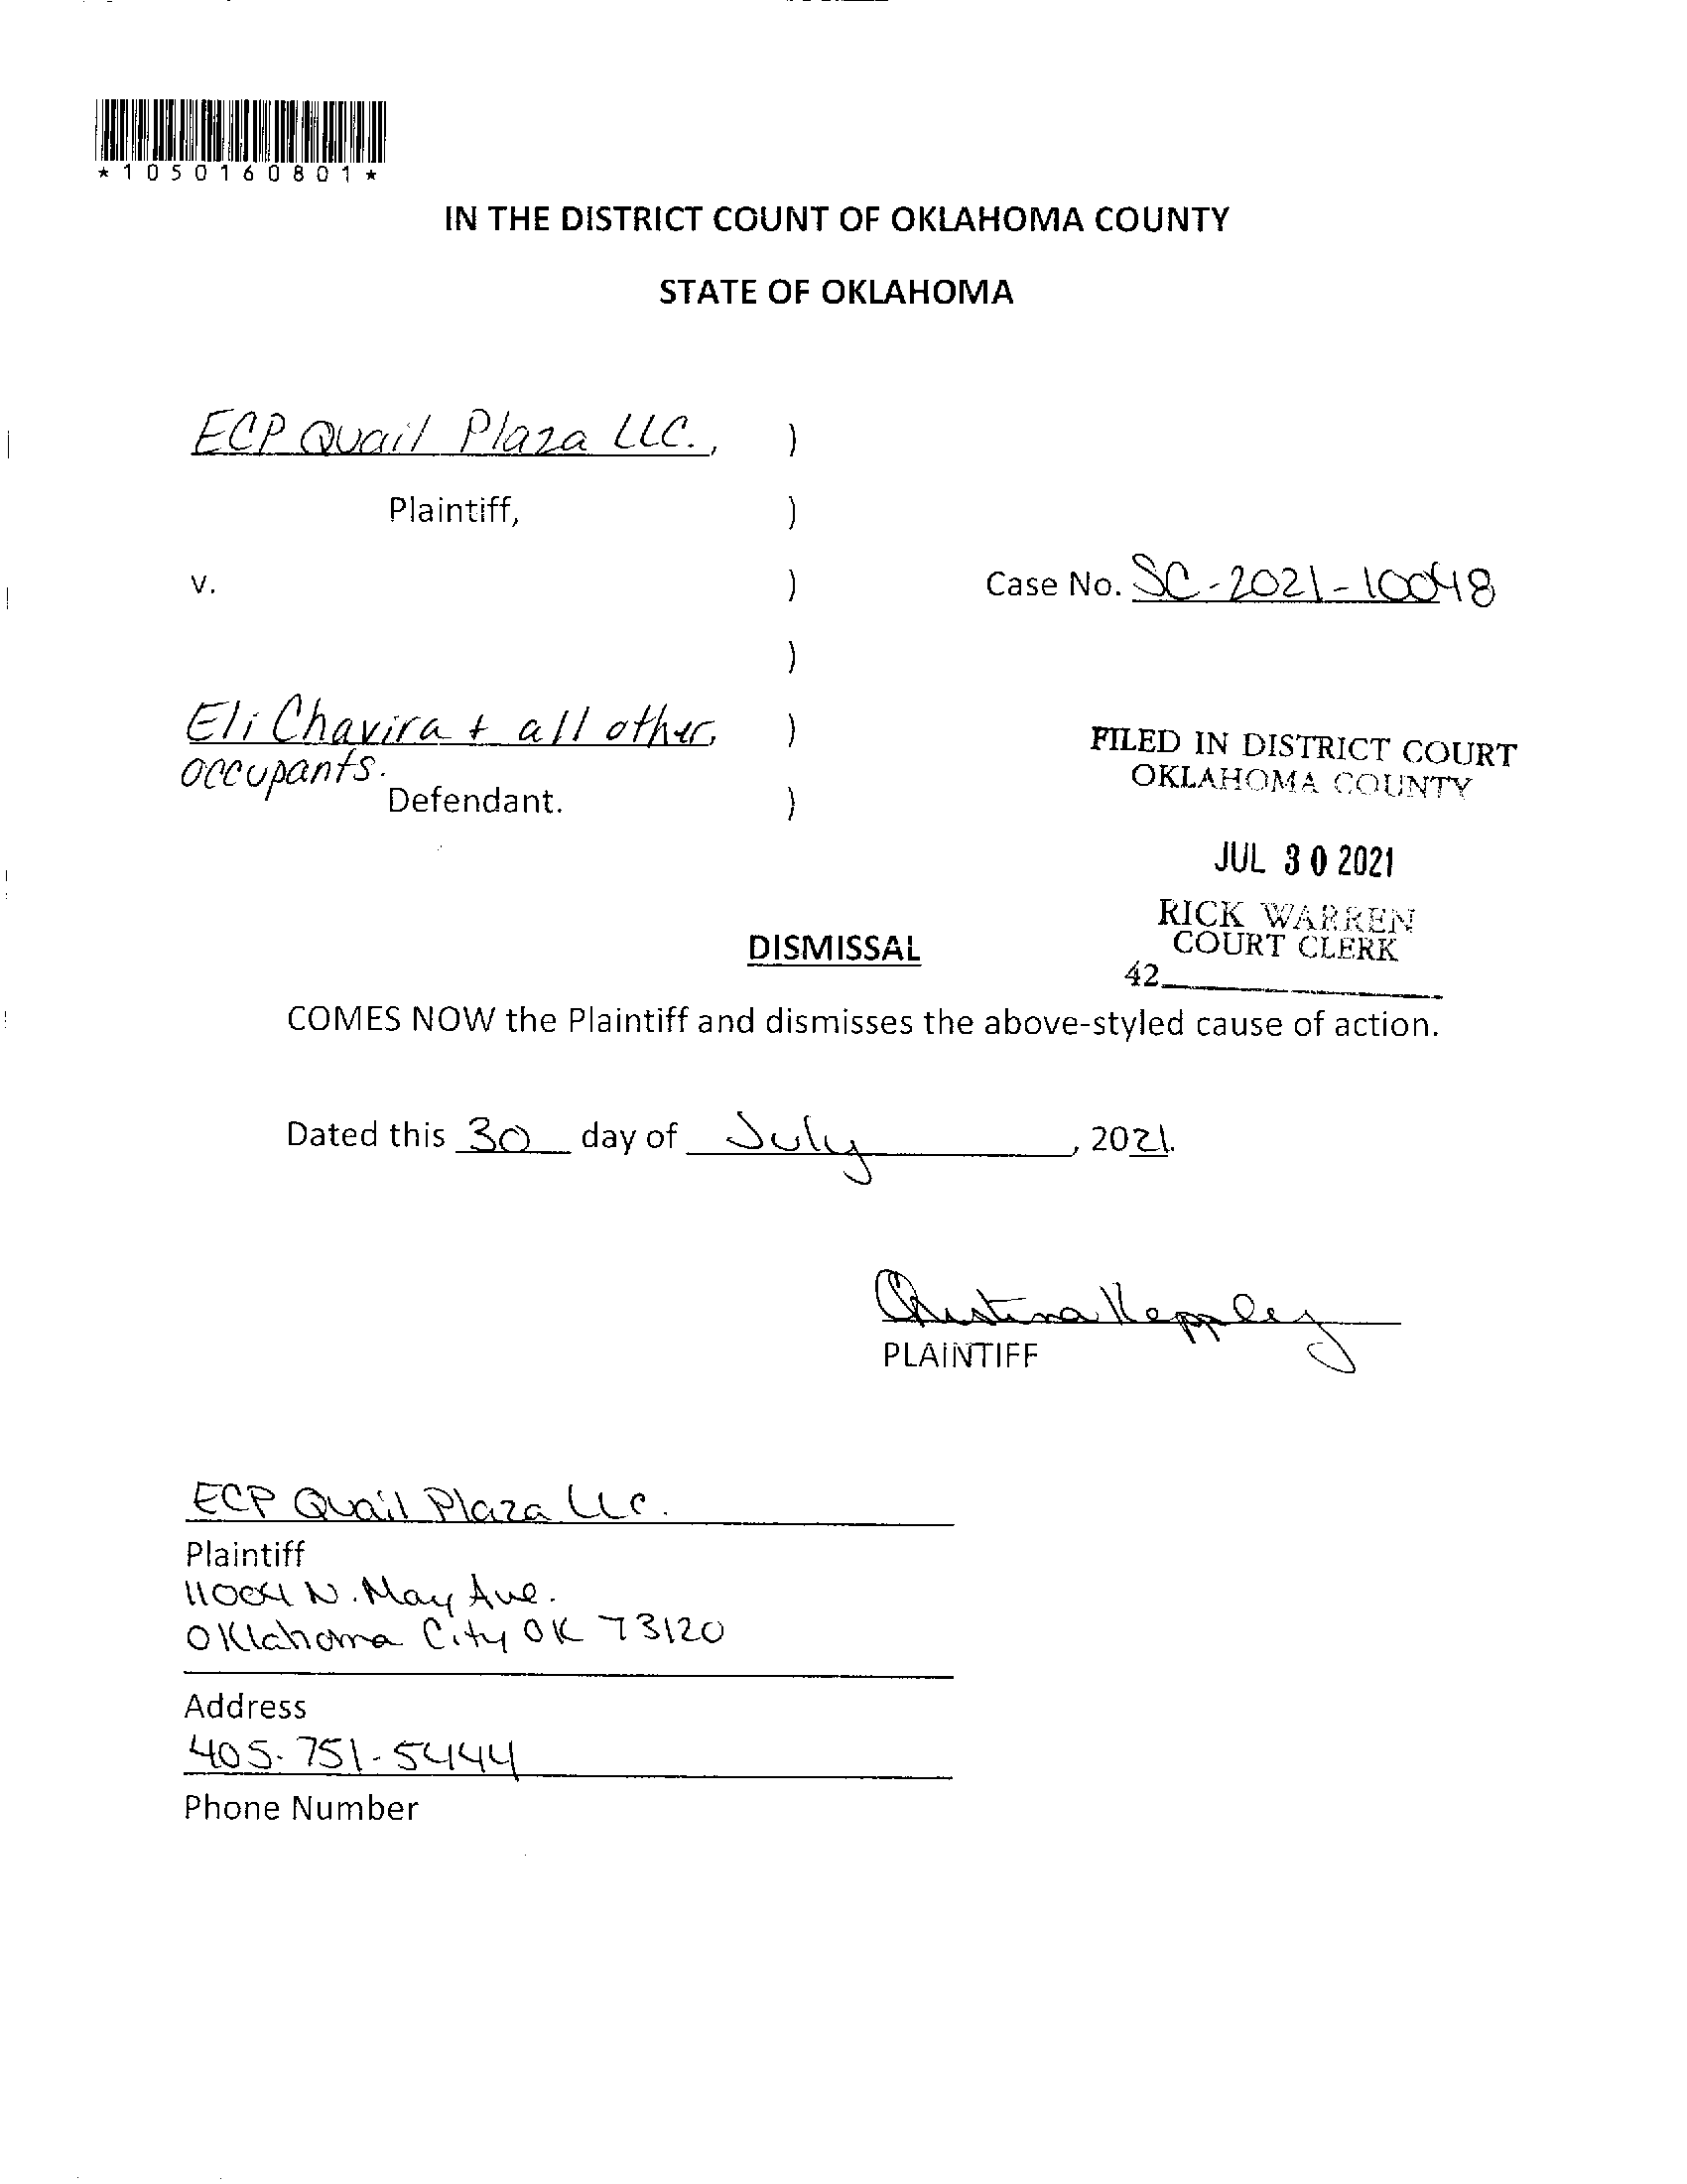 *1050160801*
IN THE DISTRICT COUNT OF OKLAHOMA COUNTY
STATE OF OKLAHOMA
ECP Quail Plaza LLC., )
Plaintiff, )
v. ) Case No. SC-2021-10048
)
Eli Chavira + all other, )
occupants.
Defendant. )
FILED IN DISTRICT COURT
OKLAHOMA COUNTY
JUL 30 2021
RICK WARREN
COURT CLERK
42
DISMISSAL
COMES NOW the Plaintiff and dismisses the above-styled cause of action.
Dated this 30 day of July, 2021.
Christina Keppley
PLAINTIFF
ECP Quail Plaza LLC.
Plaintiff
11004 N. May Ave.
Oklahoma City OK 73120
Address
405-751-5444
Phone Number